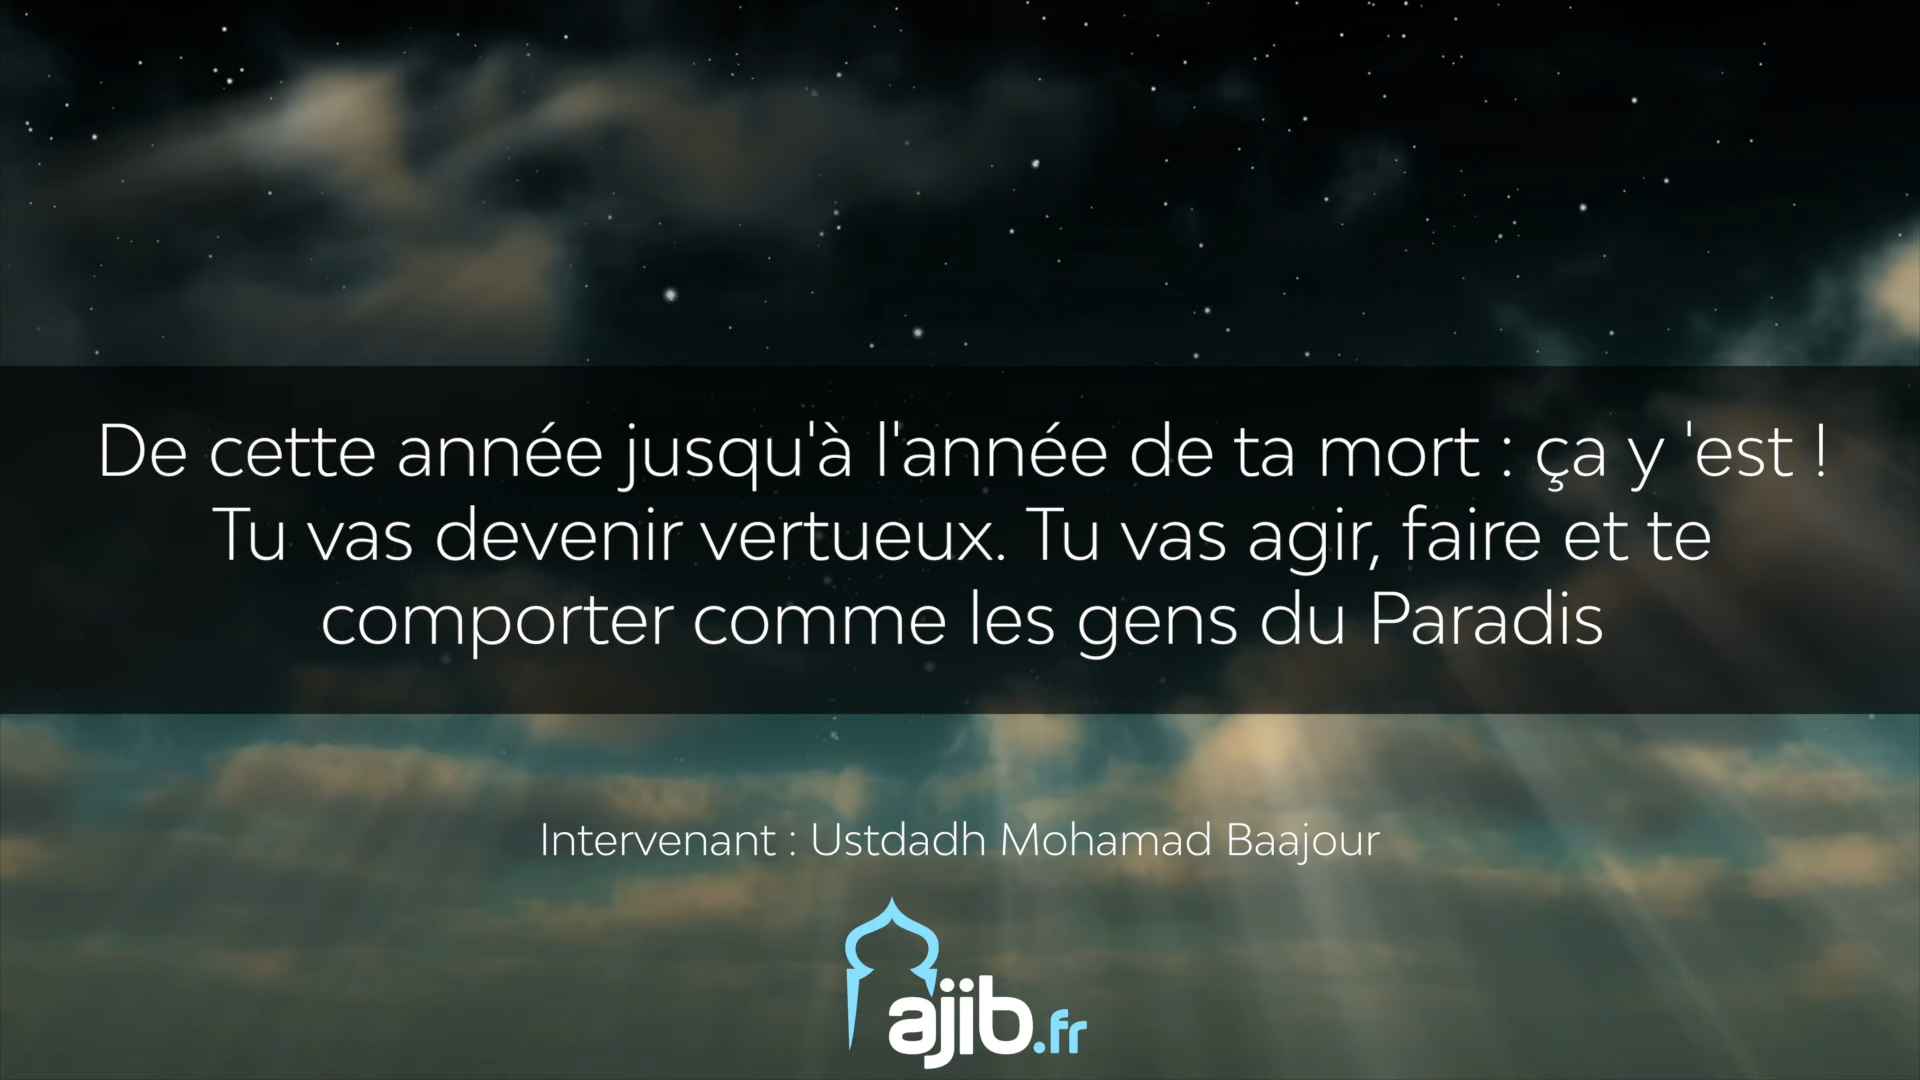 De cette année jusqu'à l'année de ta mort : ça y 'est !
Tu vas devenir vertueux. Tu vas agir, faire et te
comporter comme les gens du Paradis
Intervenant : Ustdadh Mohamad Baajour
ajib.fr